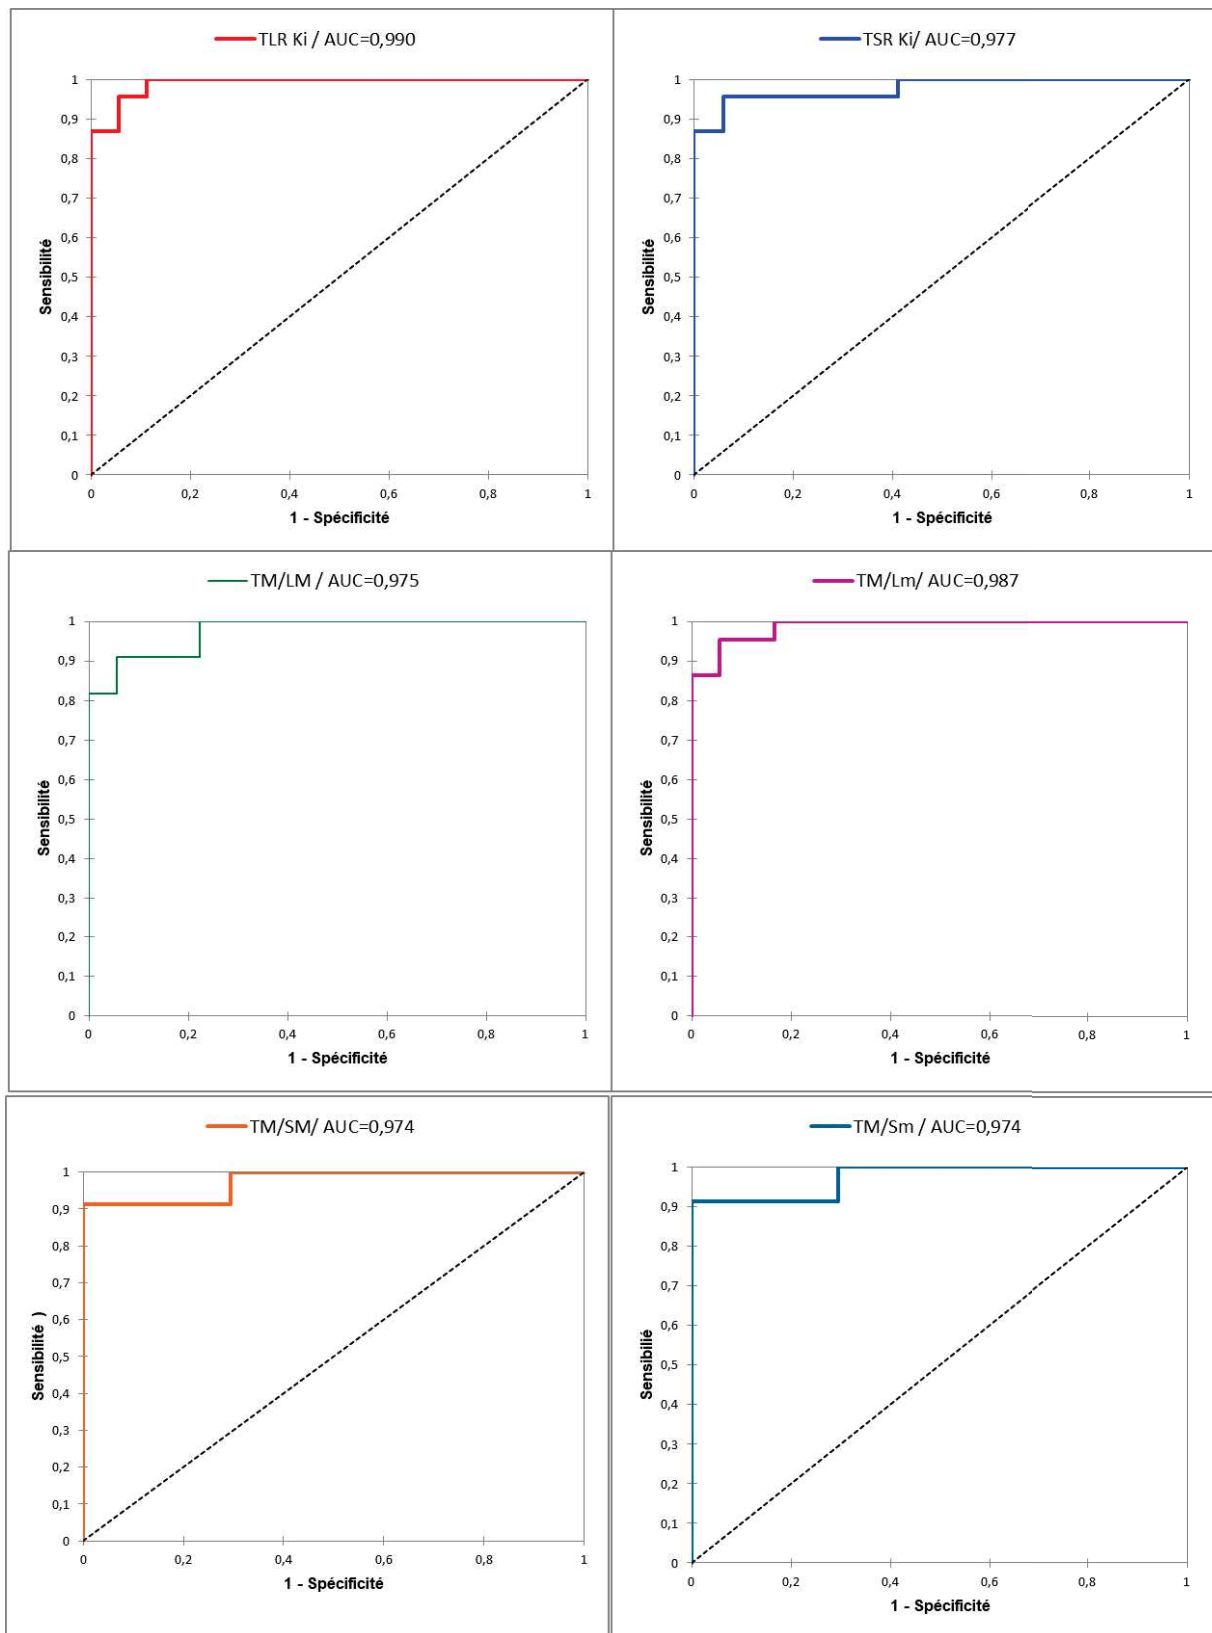 TLR Ki / AUC=0,990
1
0,9
0,8
0,7
0,6
0,5
0,4
0,3
0,2
0,1
0
Sensibilité
0 0,2 0,4 0,6 0,8 1
1 - Spécificité
TSR Ki/ AUC=0,977
1
0,9
0,8
0,7
0,6
0,5
0,4
0,3
0,2
0,1
0
Sensibilité
0 0,2 0,4 0,6 0,8 1
1 - Spécificité
TM/LM / AUC=0,975
1
0,9
0,8
0,7
0,6
0,5
0,4
0,3
0,2
0,1
0
Sensibilité
0 0,2 0,4 0,6 0,8 1
1 - Spécificité
TM/Lm/ AUC=0,987
1
0,9
0,8
0,7
0,6
0,5
0,4
0,3
0,2
0,1
0
Sensibilité
0 0,2 0,4 0,6 0,8 1
1 - Spécificité
TM/SM/ AUC=0,974
1
0,9
0,8
0,7
0,6
0,5
0,4
0,3
0,2
0,1
0
Sensibilité )
0 0,2 0,4 0,6 0,8 1
1 - Spécificité
TM/Sm / AUC=0,974
1
0,9
0,8
0,7
0,6
0,5
0,4
0,3
0,2
0,1
0
Sensibilié
0 0,2 0,4 0,6 0,8 1
1 - Spécificité